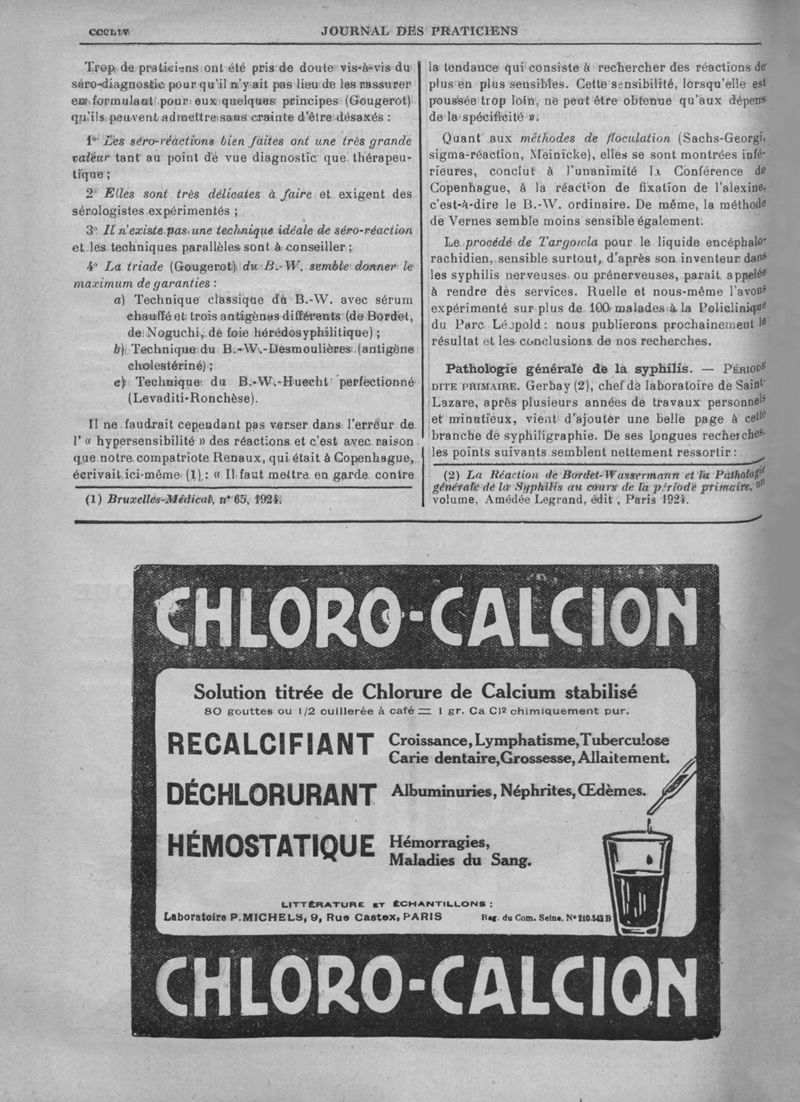 CCCLIV
JOURNAL DES PRATICIENS
Trop de praticiens ont été pris de doute vis-à-vis du
séro-diagnostic pour qu'il n'y ait pas lieu de les rassurer
en formulant pour eux quelques principes (Gougerot)
qu'ils peuvent admettre sans crainte d'être désaxés :
1° Les séro-réactions bien faites ont une très grande
valeur tant au point de vue diagnostic que thérapeu-
tique ;
2° Elles sont très délicates à faire et exigent des
sérologistes expérimentés ;
3° Il n'existe pas une technique idéale de séro-réaction
et les techniques parallèles sont à conseiller ;
4° La triade (Gougerot) du B.-W. semble donner le
maximum de garanties :
a) Technique classique du B.-W. avec sérum
chauffé et trois antigènes différents (de Bordet,
de Noguchi, de foie hérédosyphilitique) ;
b) Technique du B.-W.-Desmoulières (antigène
cholestériné) ;
c) Technique du B.-W.-Huecht perfectionné
(Levaditi-Ronchèse).
Il ne faudrait cependant pas verser dans l'erreur de
l' « hypersensibilité » des réactions et c'est avec raison
que notre compatriote Renaux, qui était à Copenhague,
écrivait ici-même (1) : « Il faut mettre en garde contre
(1) Bruxelles-Médical, n° 65, 1924.
la tendance qui consiste à rechercher des réactions de
plus en plus sensibles. Cette sensibilité, lorsqu'elle est
poussée trop loin, ne peut être obtenue qu'aux dépens
de la spécificité ».
Quant aux méthodes de floculation (Sachs-Georgi,
sigma-réaction, Meinicke), elles se sont montrées infé-
rieures, conclut à l'unanimité la Conférence de
Copenhague, à la réaction de fixation de l'alexine,
c'est-à-dire le B.-W. ordinaire. De même, la méthode
de Vernes semble moins sensible également.
Le procédé de Targowla pour le liquide encéphalo-
rachidien, sensible surtout, d'après son inventeur dans
les syphilis nerveuses ou prénerveuses, parait appelée
à rendre des services. Ruelle et nous-même l'avons
expérimenté sur plus de 100 malades à la Policlinique
du Parc Léopold : nous publierons prochainement le
résultat et les conclusions de nos recherches.
Pathologie générale de la syphilis. — PÉRIODE
DITE PRIMAIRE. Gerbay (2), chef de laboratoire de Saint-
Lazare, après plusieurs années de travaux personnels
et minutieux, vient d'ajouter une belle page à cette
branche de syphiligraphie. De ses longues recherches,
les points suivants semblent nettement ressortir :
(2) La Réaction de Bordet-Wassermann et la Pathologie
générale de la Syphilis au cours de la période primaire, un
volume, Amédée Legrand, édit , Paris 1924.
CHLORO-CALCION
Solution titrée de Chlorure de Calcium stabilisé
80 gouttes ou 1/2 cuillerée à café = 1 gr. Ca Cl² chimiquement pur.
RECALCIFIANT Croissance, Lymphatisme, Tuberculose
Carie dentaire, Grossesse, Allaitement.
DÉCHLORURANT Albuminuries, Néphrites, Œdèmes.
HÉMOSTATIQUE Hémorragies,
Maladies du Sang.
LITTÉRATURE ET ÉCHANTILLONS :
Laboratoire P. MICHELS, 9, Rue Castex, PARIS Reg. du Com. Seine, N° 210.542 B
CHLORO-CALCION